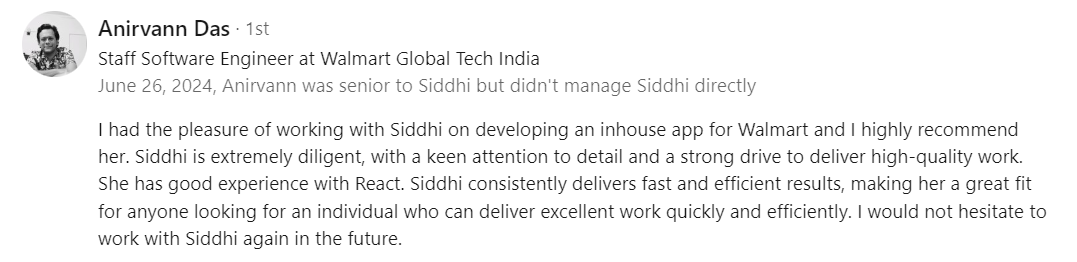 Anirvann Das · 1st
Staff Software Engineer at Walmart Global Tech India
June 26, 2024, Anirvann was senior to Siddhi but didn't manage Siddhi directly
I had the pleasure of working with Siddhi on developing an inhouse app for Walmart and I highly recommend
her. Siddhi is extremely diligent, with a keen attention to detail and a strong drive to deliver high-quality work.
She has good experience with React. Siddhi consistently delivers fast and efficient results, making her a great fit
for anyone looking for an individual who can deliver excellent work quickly and efficiently. I would not hesitate to
work with Siddhi again in the future.